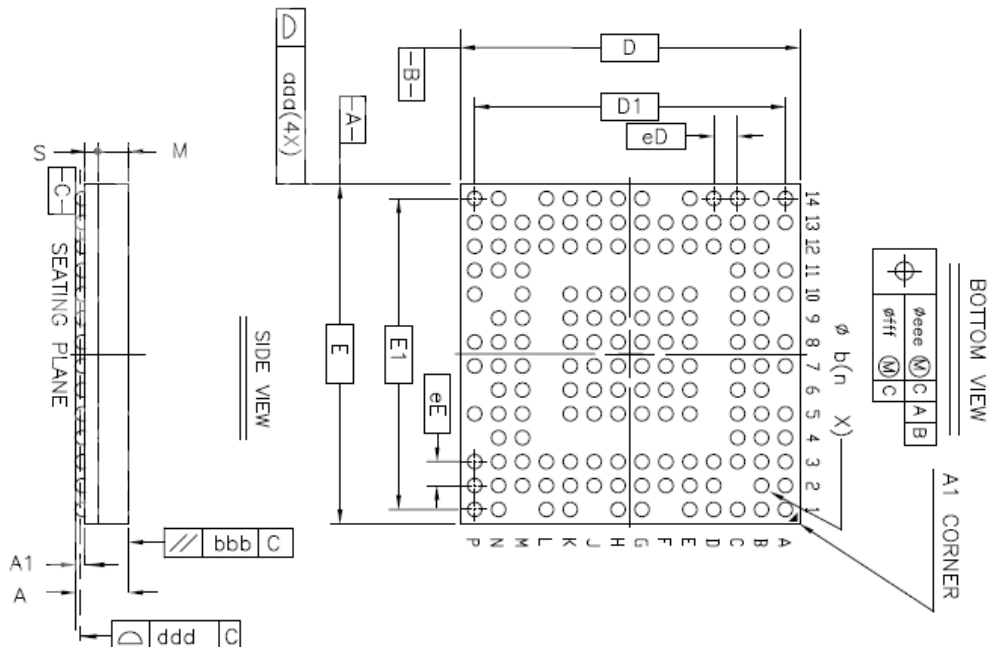 D
D1
eD
-B-
-A-
aaa(4X)
S
M
-C-
SEATING PLANE
SIDE VIEW
E
E1
eE
14
13
12
11
10
9
8
7
6
5
4
3
2
1
P N M L K J H G F E D C B A
BOTTOM VIEW
Øeee Ⓜ C A B
Øfff Ⓜ C
Ø b(n X)
A1 CORNER
// bbb C
A1
A
ddd C